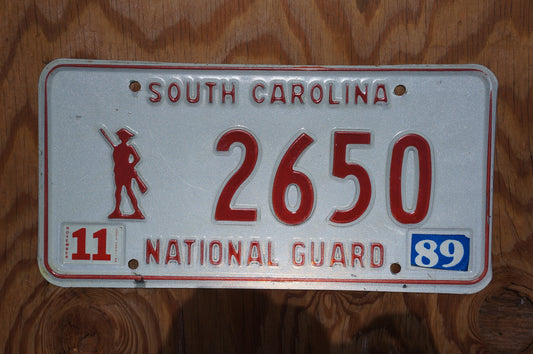 SOUTH CAROLINA
2650
11 NATIONAL GUARD 89